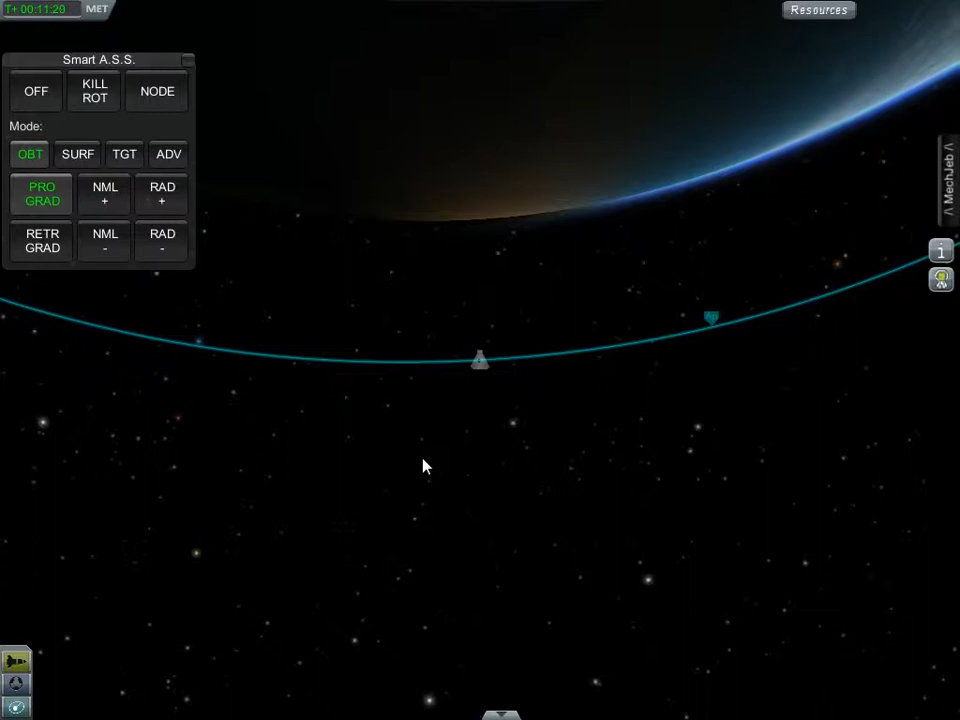 T+ 00:11:20 MET
Resources
Smart A.S.S.
OFF
KILL
ROT
NODE
Mode:
OBT SURF TGT ADV
PRO
GRAD
NML
+
RAD
+
RETR
GRAD
NML
-
RAD
-
/\ MechJeb /\
i